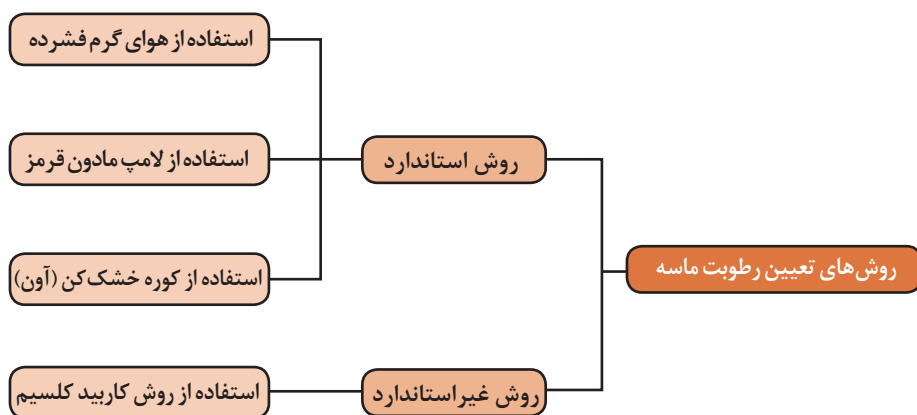 روش‌های تعیین رطوبت ماسه
روش استاندارد
استفاده از هوای گرم فشرده
استفاده از لامپ مادون قرمز
استفاده از کوره خشک‌کن (آون)
روش غیر استاندارد
استفاده از روش کاربید کلسیم